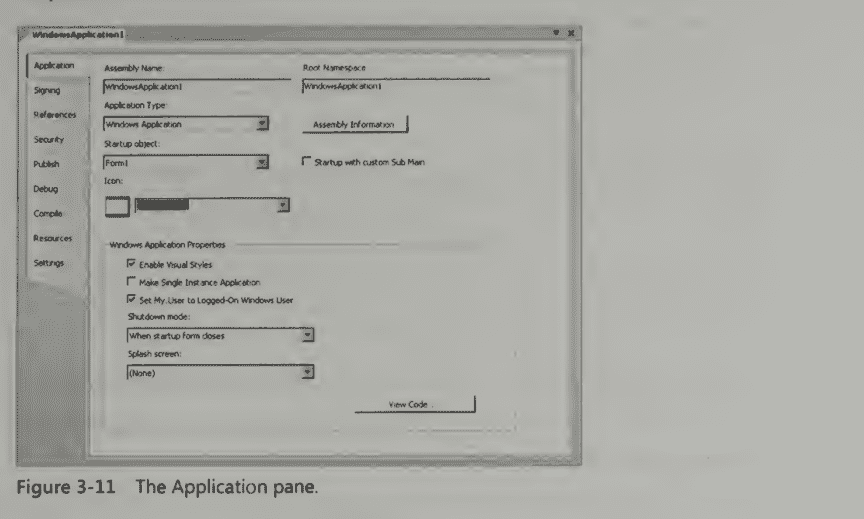 WindowsApplication1
Application
Signing
References
Security
Publish
Debug
Compile
Resources
Settings
Assembly Name:
Root Namespace
WindowsApplication1
WindowsApplication1
Application Type:
Windows Application
Assembly Information
Startup object:
Form1
Startup with custom Sub Main
Icon:
Windows Application Properties
Enable Visual Styles
Make Single Instance Application
Set My.User to Logged-On Windows User
Shutdown mode:
When startup form closes
Splash screen:
(None)
View Code
Figure 3-11 The Application pane.